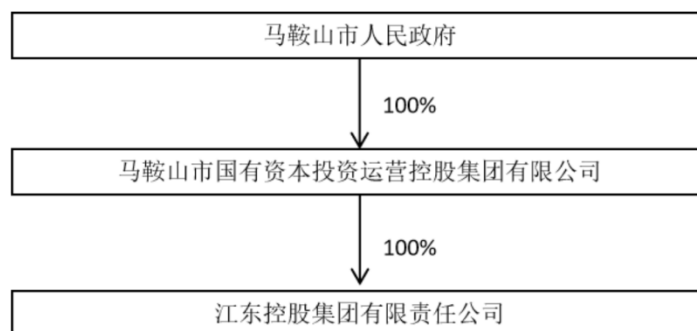 马鞍山市人民政府
100%
马鞍山市国有资本投资运营控股集团有限公司
100%
江东控股集团有限责任公司